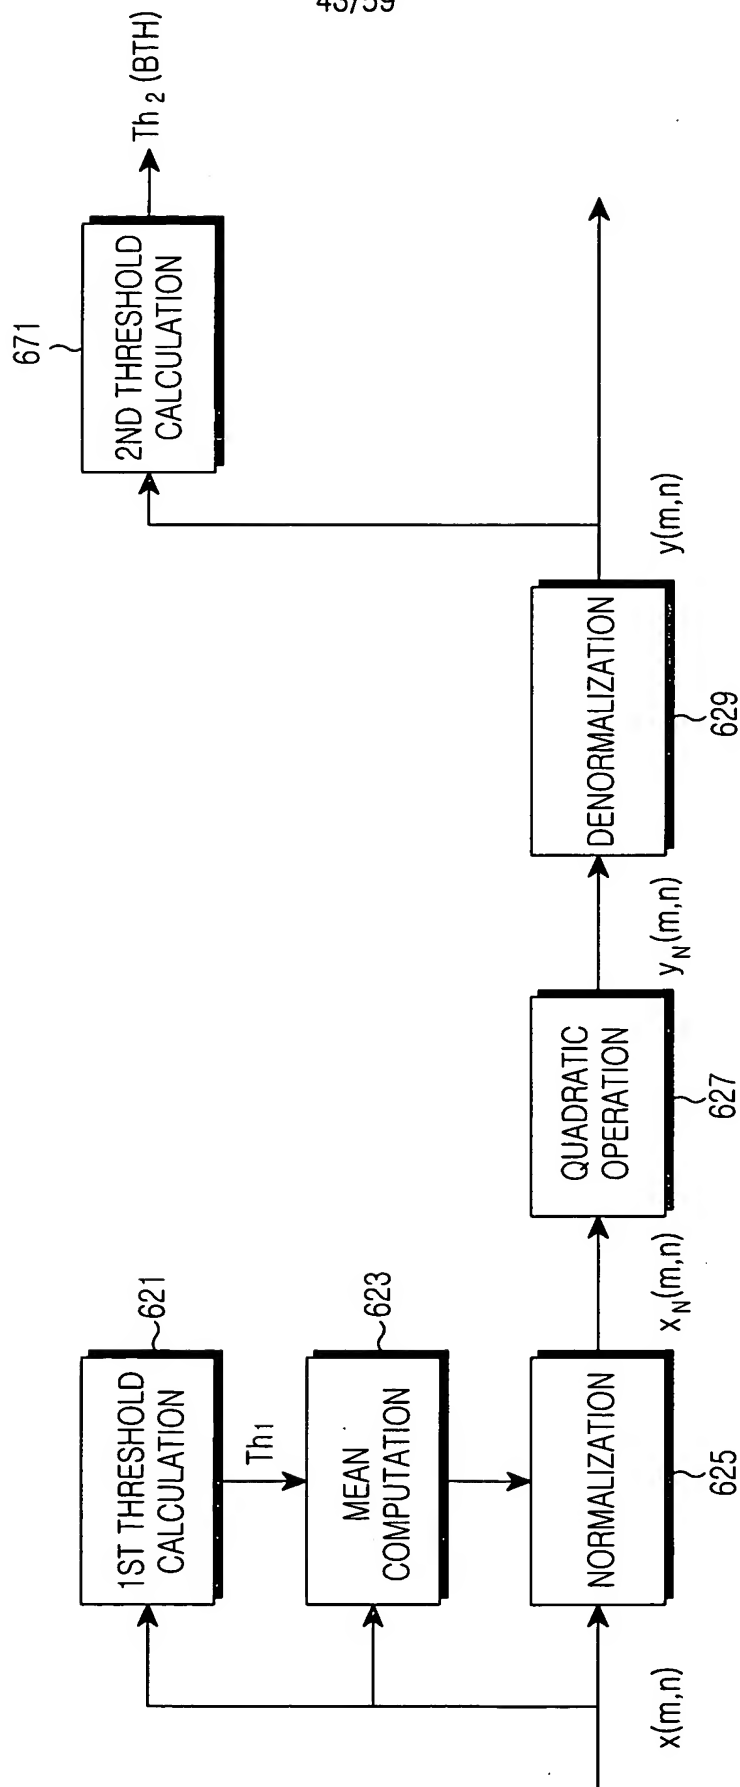 43/59
1ST THRESHOLD
CALCULATION
621
Th1
MEAN
COMPUTATION
623
x(m,n)
NORMALIZATION
625
xN(m,n)
QUADRATIC
OPERATION
627
yN(m,n)
DENORMALIZATION
629
y(m,n)
671
2ND THRESHOLD
CALCULATION
Th2 (BTH)